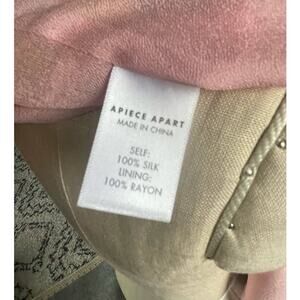 APIECE APART
MADE IN CHINA
SELF:
100% SILK
LINING:
100% RAYON